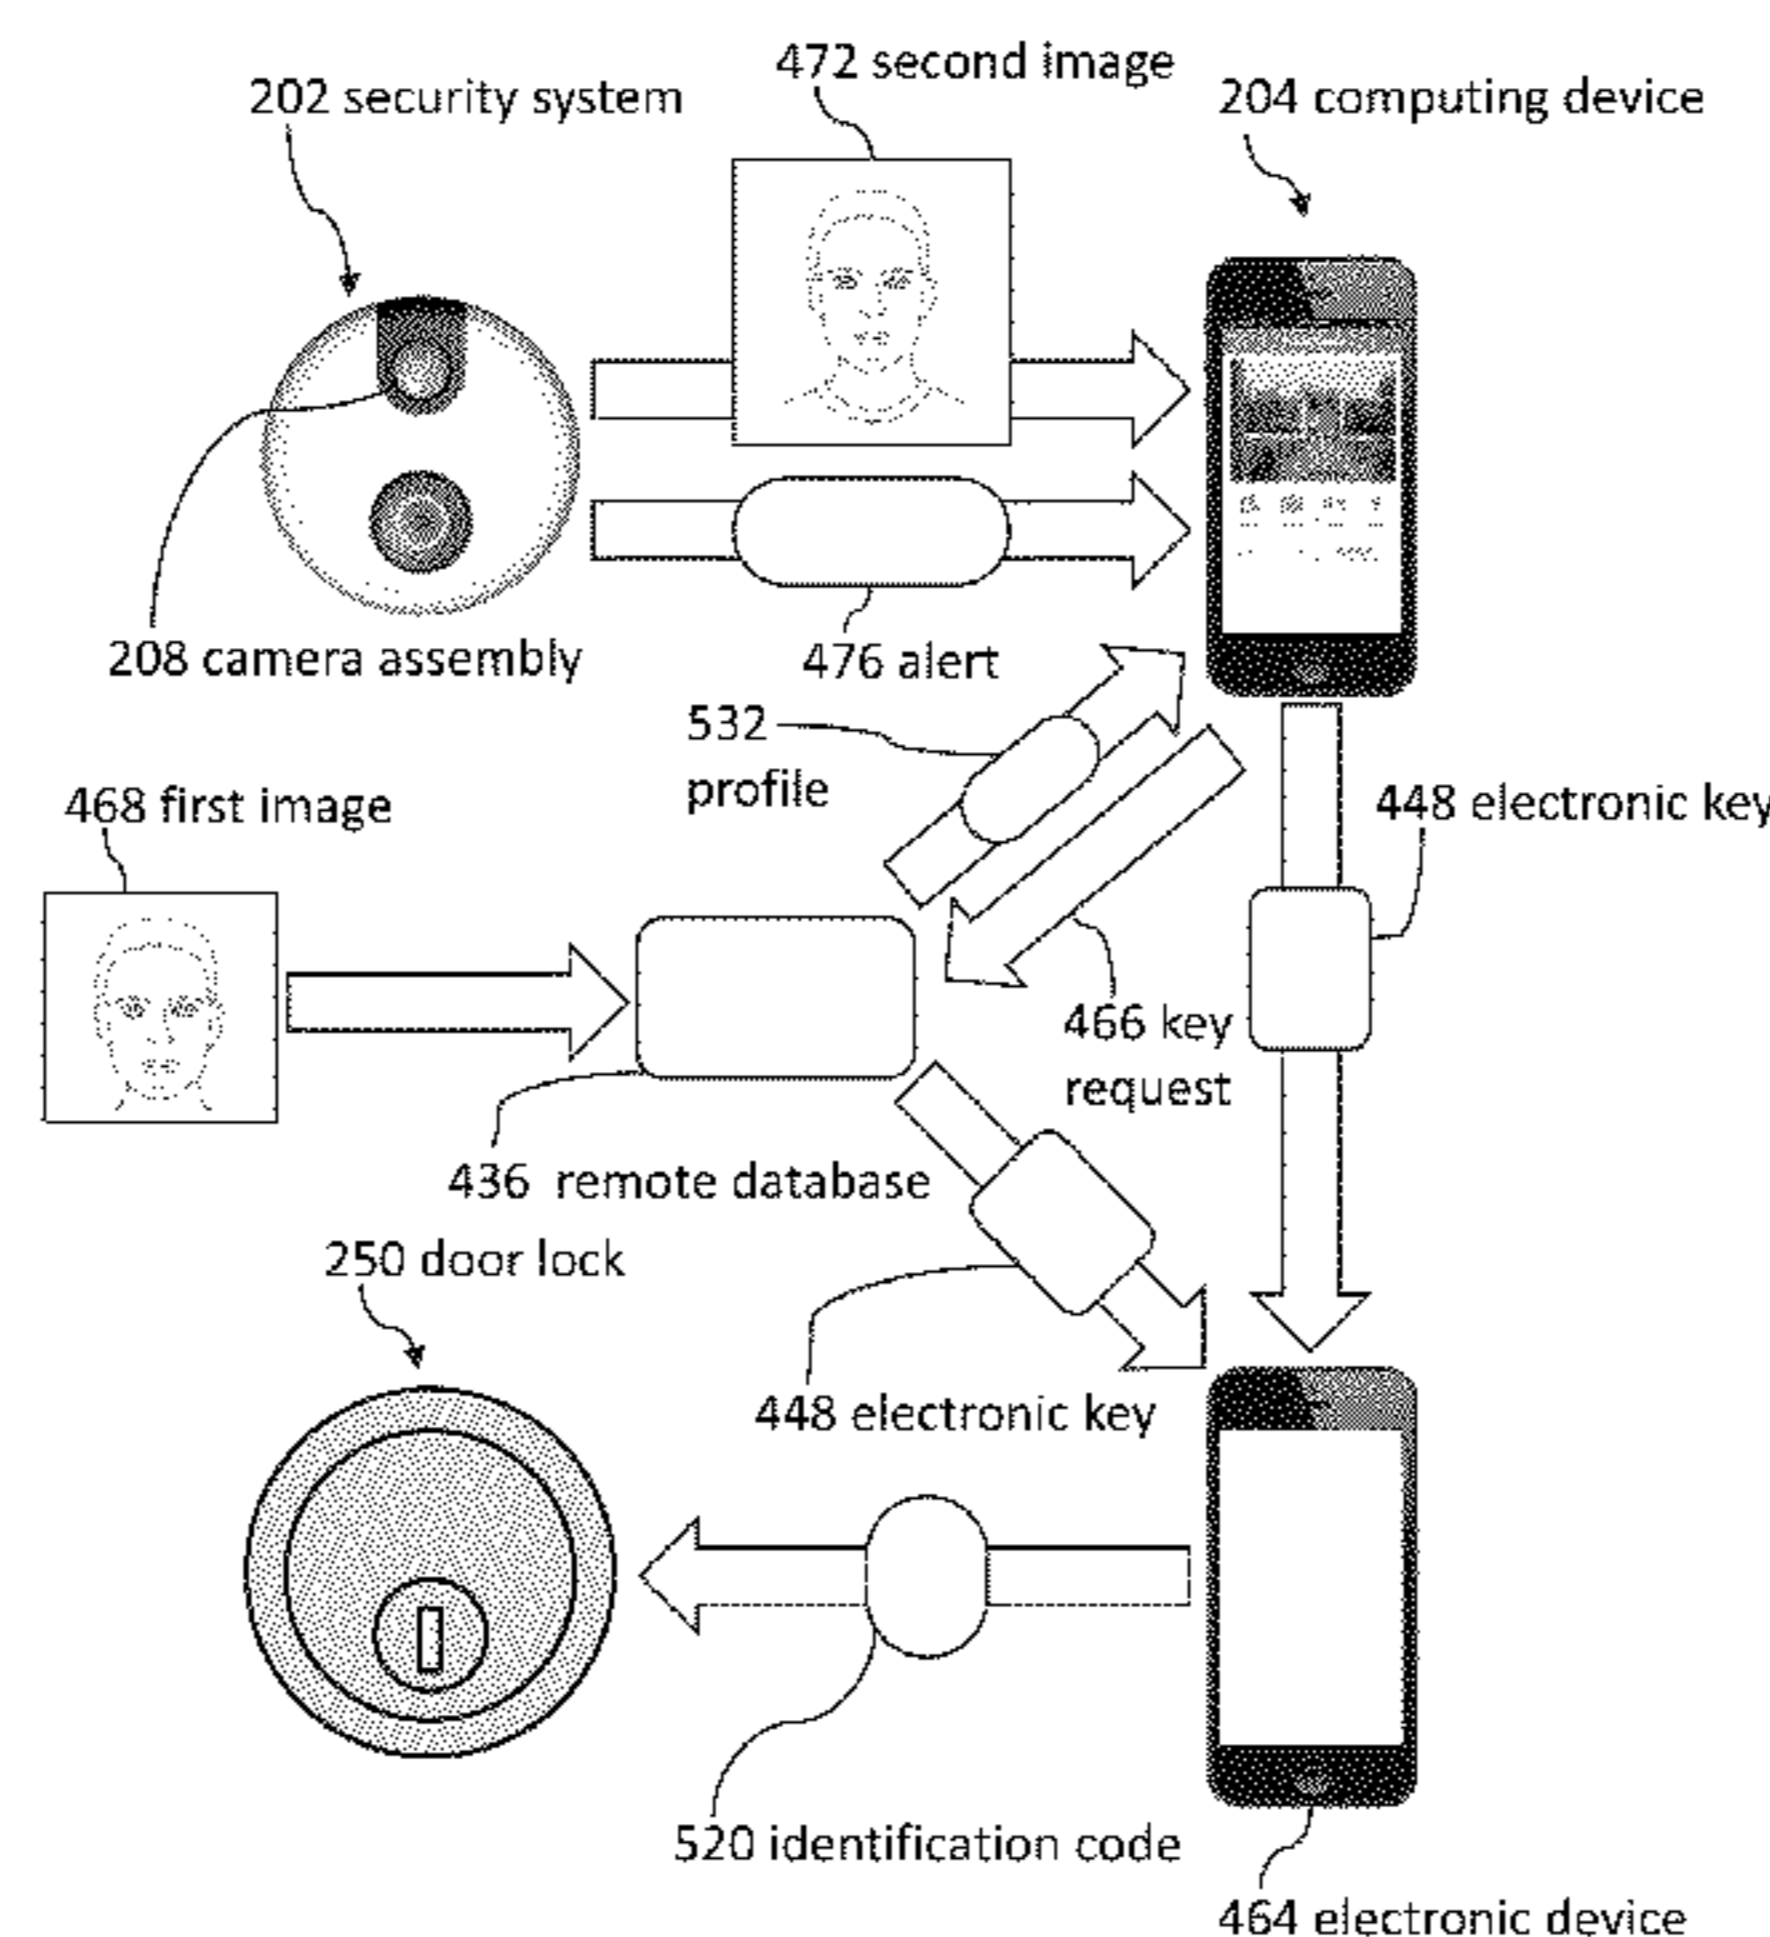 472 second image
202 security system
204 computing device
208 camera assembly
476 alert
532
profile
468 first image
448 electronic key
466 key
request
436 remote database
250 door lock
448 electronic key
520 identification code
464 electronic device